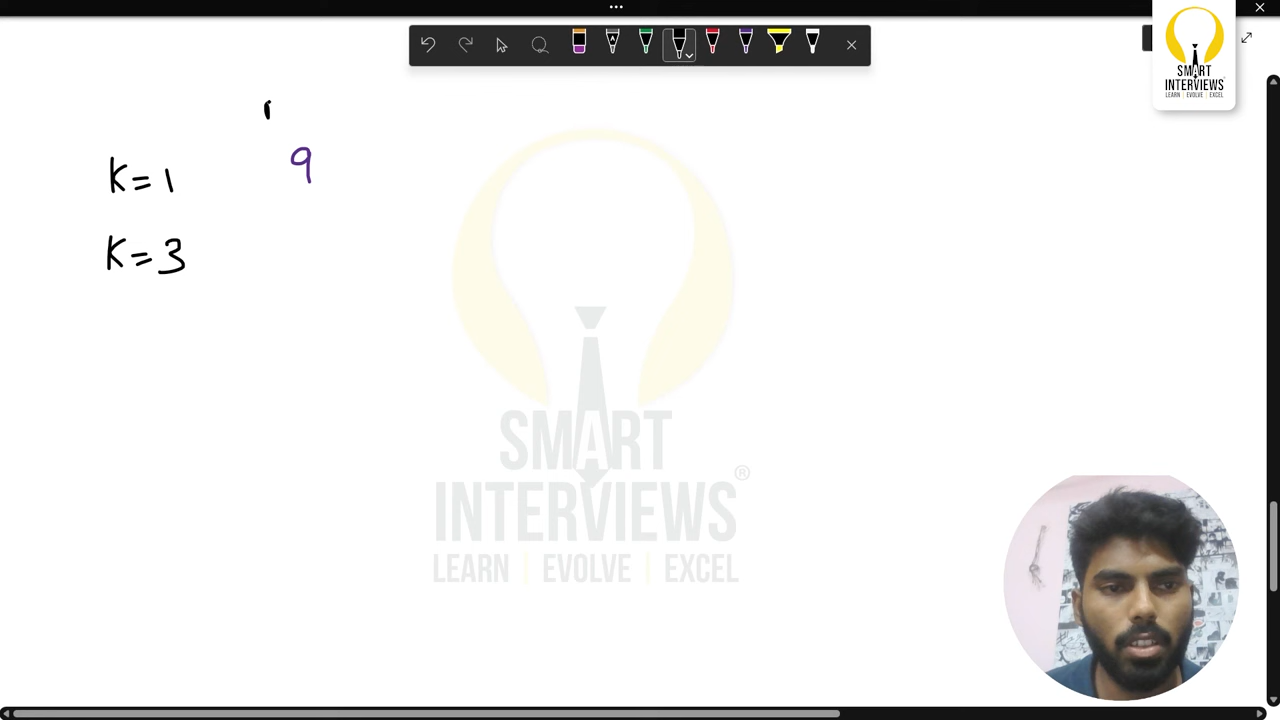 9
K = 1
K = 3
SMART
INTERVIEWS
LEARN | EVOLVE | EXCEL
SMART
INTERVIEWS®
LEARN | EVOLVE | EXCEL